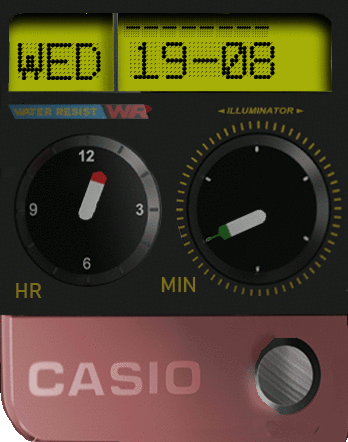 WED 19-08
WATER RESIST WR
ILLUMINATOR
12
9 3
6
HR MIN
CASIO